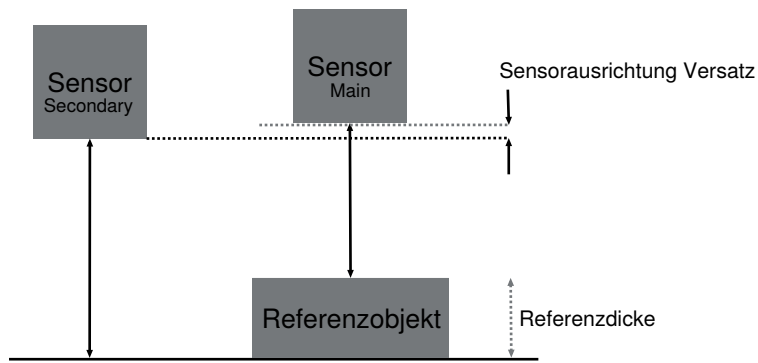 Sensor
Secondary
Sensor
Main
Sensorausrichtung Versatz
Referenzobjekt
Referenzdicke